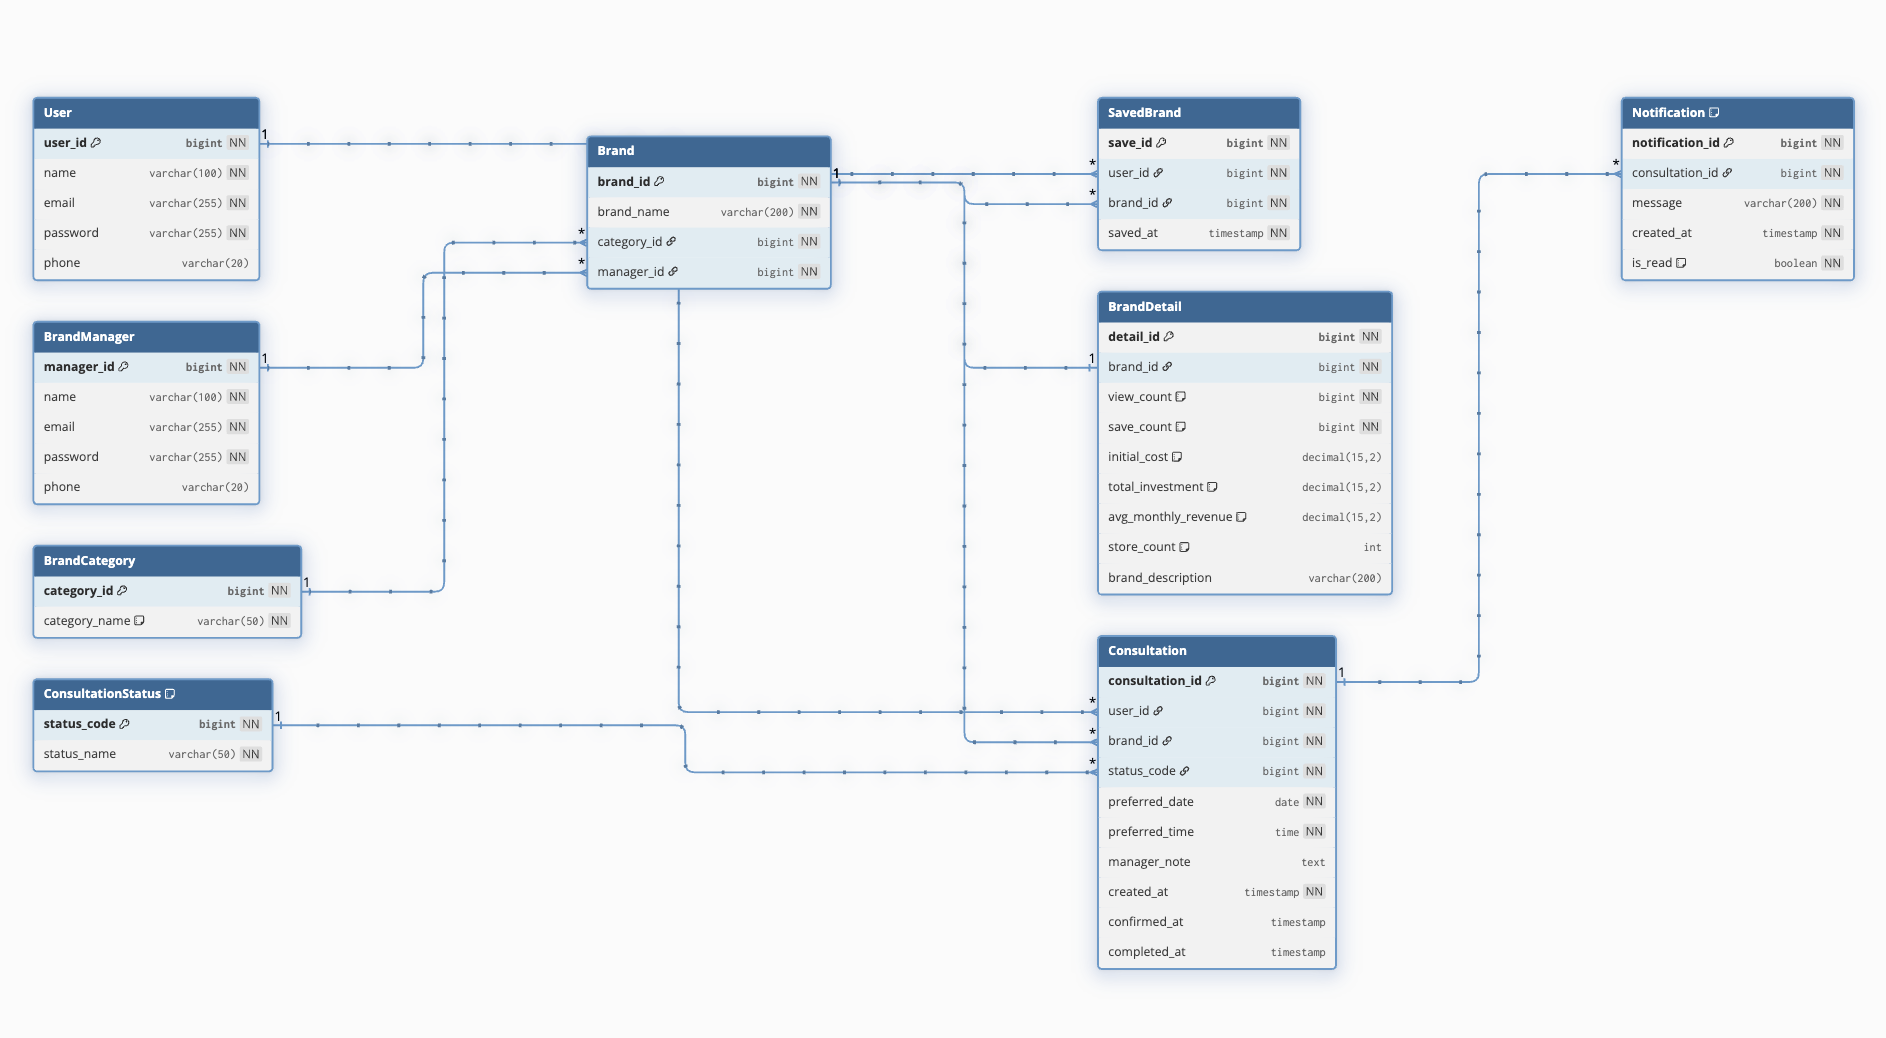 User
user_id bigint NN
name varchar(100) NN
email varchar(255) NN
password varchar(255) NN
phone varchar(20)
1
BrandManager
manager_id bigint NN
name varchar(100) NN
email varchar(255) NN
password varchar(255) NN
phone varchar(20)
1
BrandCategory
category_id bigint NN
category_name varchar(50) NN
1
ConsultationStatus
status_code bigint NN
status_name varchar(50) NN
1
Brand
brand_id bigint NN
brand_name varchar(200) NN
* category_id bigint NN
* manager_id bigint NN
1
SavedBrand
save_id bigint NN
* user_id bigint NN
* brand_id bigint NN
saved_at timestamp NN
BrandDetail
detail_id bigint NN
1 brand_id bigint NN
view_count bigint NN
save_count bigint NN
initial_cost decimal(15,2)
total_investment decimal(15,2)
avg_monthly_revenue decimal(15,2)
store_count int
brand_description varchar(200)
Consultation
consultation_id bigint NN
1
* user_id bigint NN
* brand_id bigint NN
* status_code bigint NN
preferred_date date NN
preferred_time time NN
manager_note text
created_at timestamp NN
confirmed_at timestamp
completed_at timestamp
Notification
notification_id bigint NN
* consultation_id bigint NN
message varchar(200) NN
created_at timestamp NN
is_read boolean NN